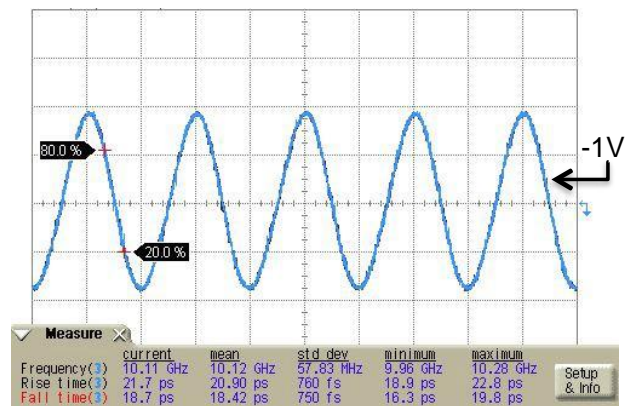 80.0 %
-1V
20.0 %
Measure
current mean std dev minimum maximum
Frequency(3) 10.11 GHz 10.12 GHz 57.83 MHz 9.96 GHz 10.28 GHz
Rise time(3) 21.7 ps 20.90 ps 760 fs 18.9 ps 22.8 ps
Fall time(3) 18.7 ps 18.42 ps 750 fs 16.3 ps 19.8 ps
Setup
& Info